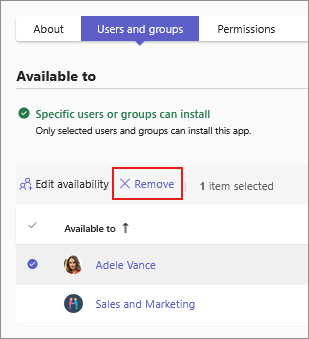 About Users and groups Permissions
Available to
Specific users or groups can install
Only selected users and groups can install this app.
Edit availability Remove 1 item selected
Available to ↑
Adele Vance
Sales and Marketing